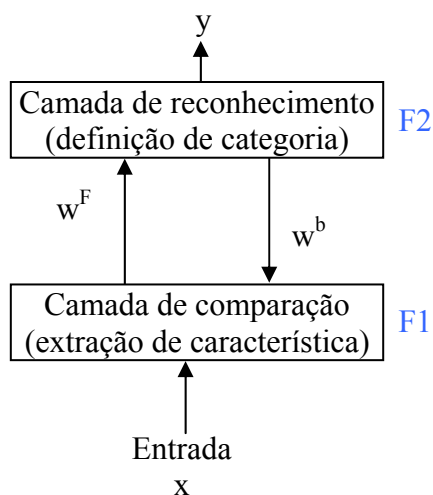 y
Camada de reconhecimento
(definição de categoria)
F2
w^F
w^b
Camada de comparação
(extração de característica)
F1
Entrada
x